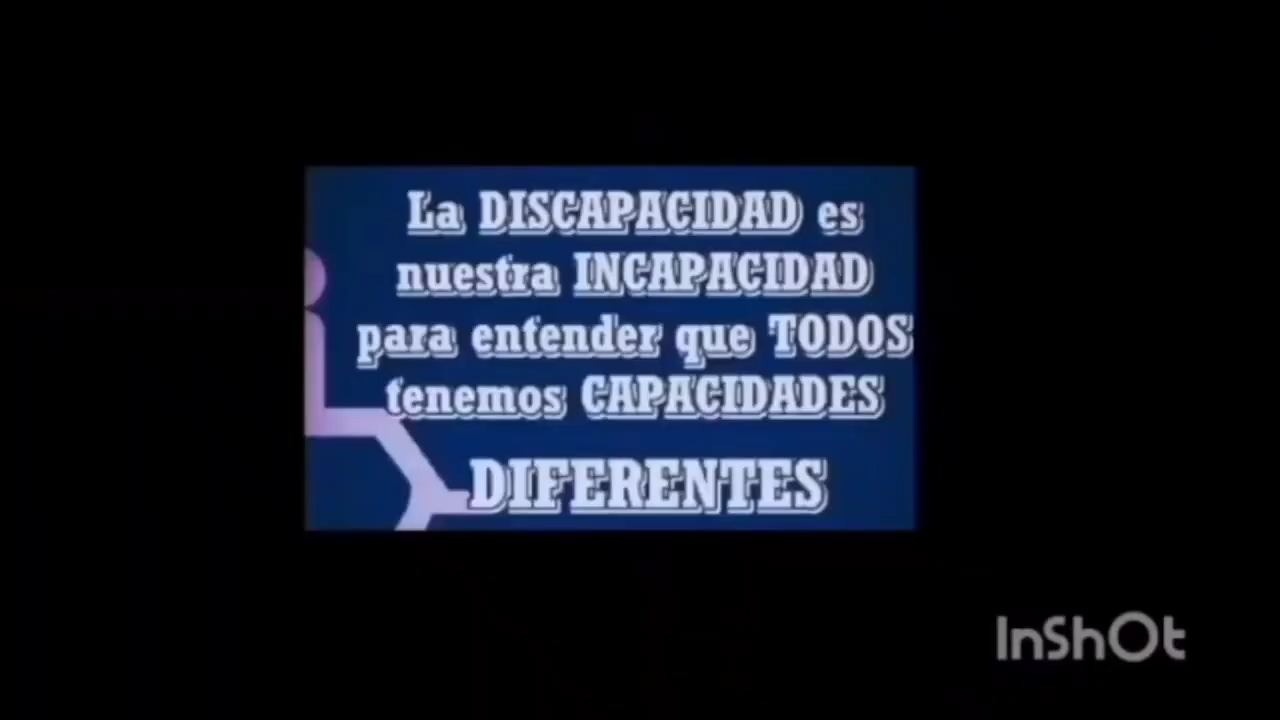 La DISCAPACIDAD es
nuestra INCAPACIDAD
para entender que TODOS
tenemos CAPACIDADES
DIFERENTES
InShOt